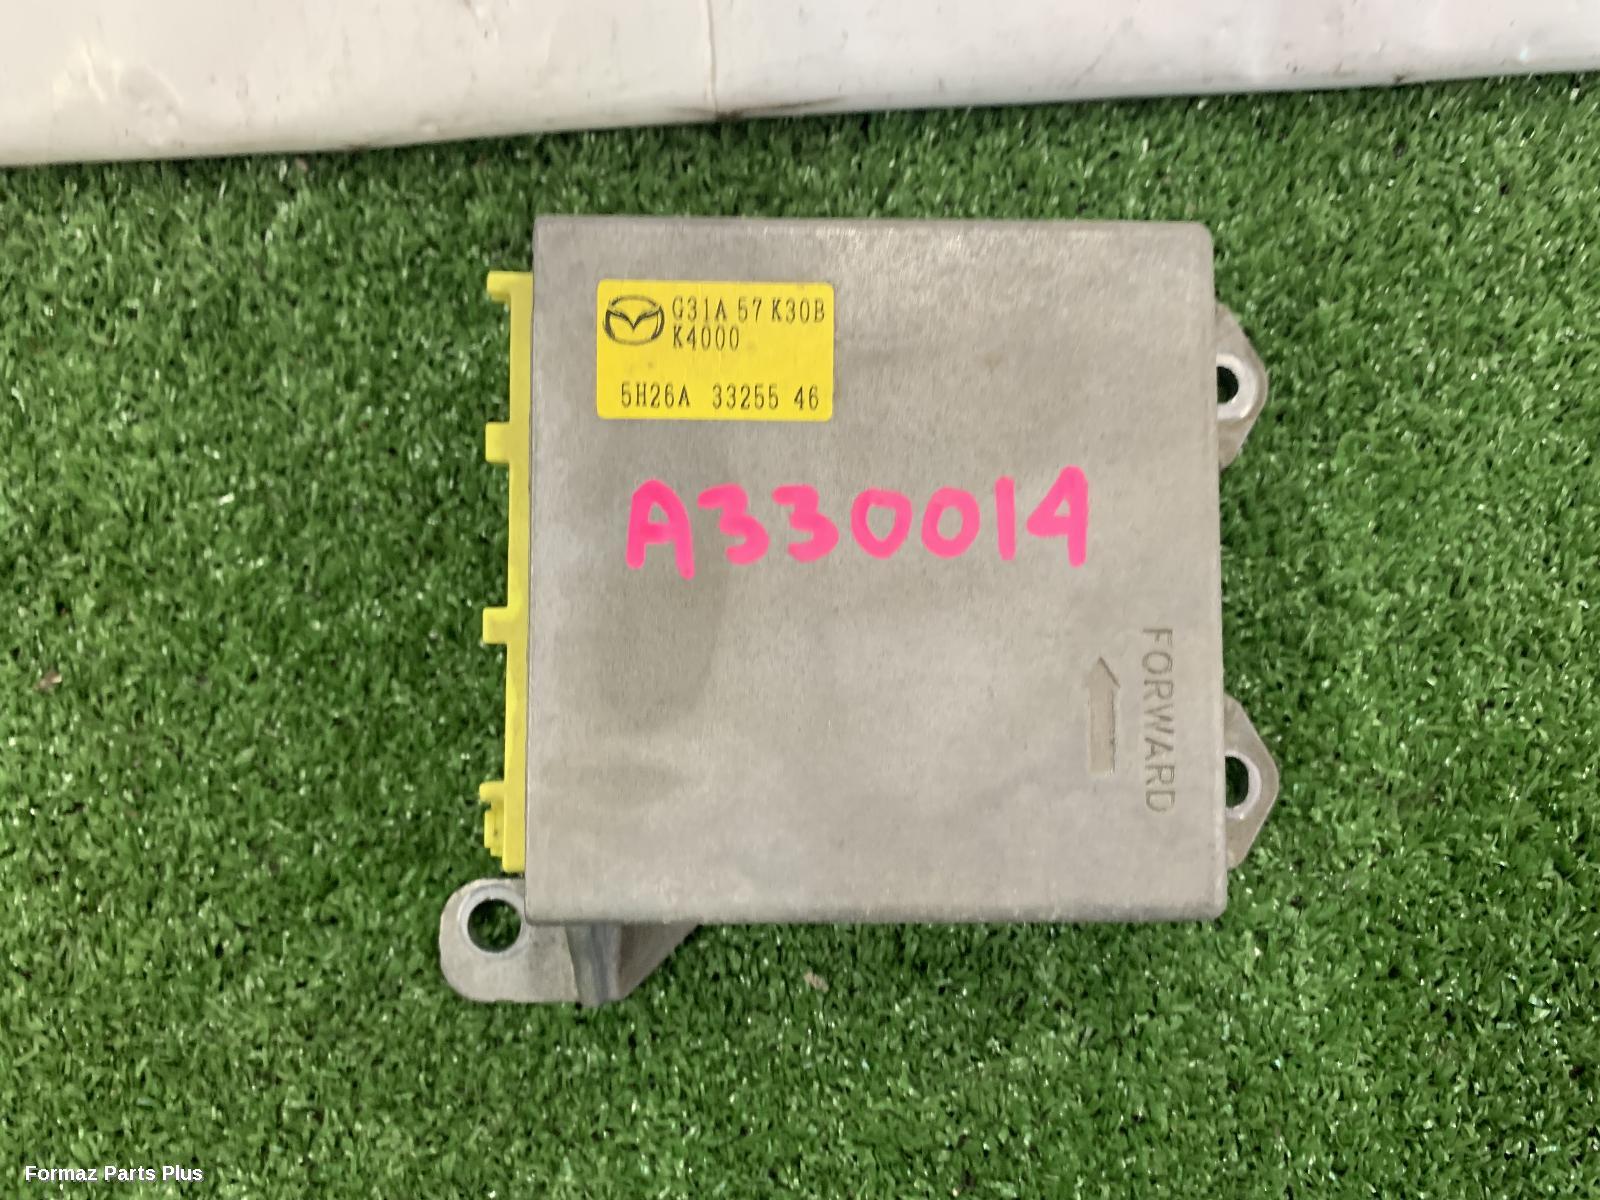 G31A 57 K30B
K4000
5H26A 33255 46
A330014
FORWARD
Formaz Parts Plus